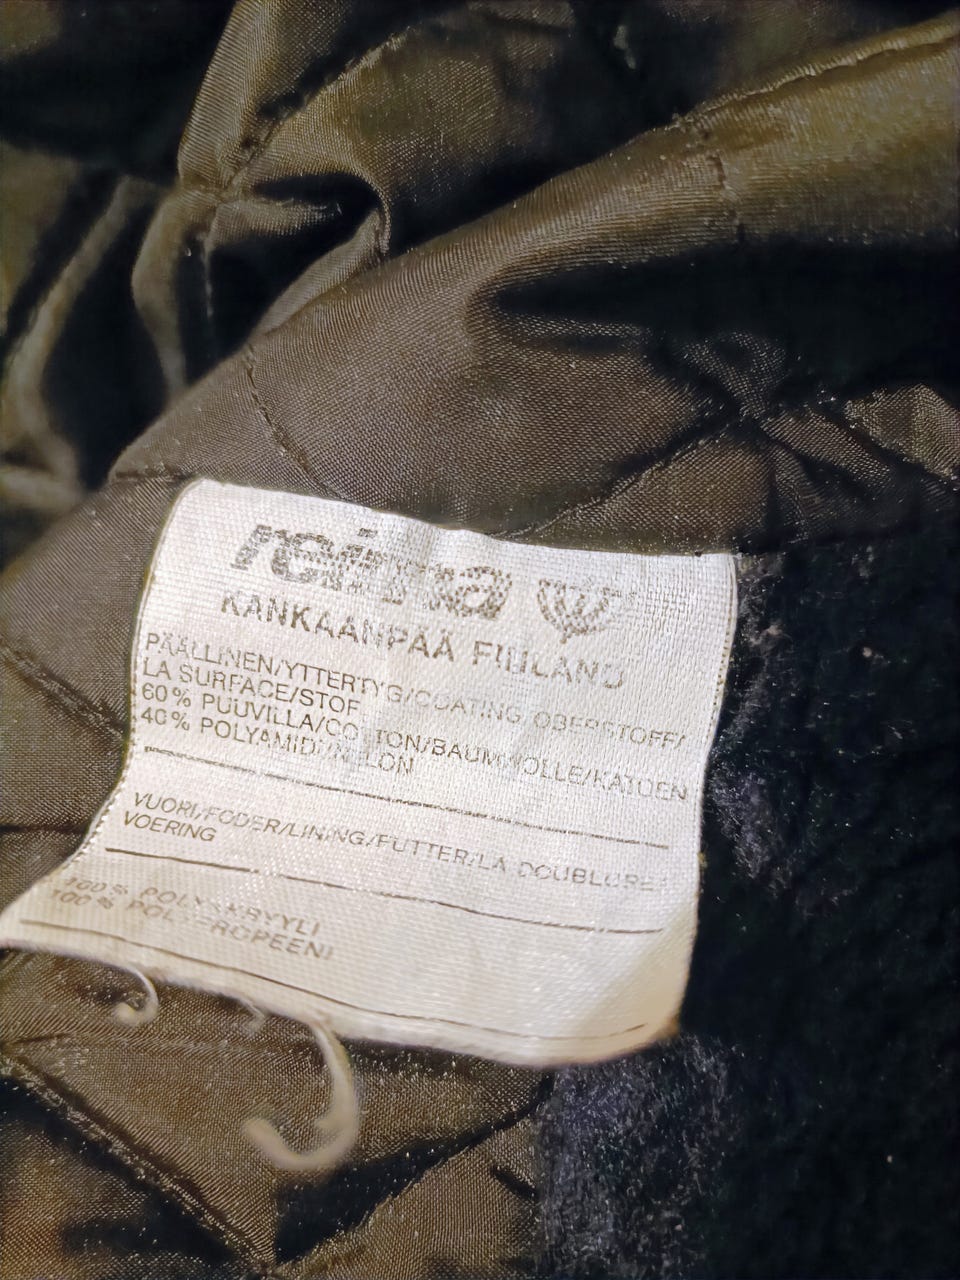 reima
KANKAANPÄÄ FINLAND
PÄÄLLINEN/YTTERTYG/COATING/OBERSTOFF/
LA SURFACE/STOF
60% PUUVILLA/COTTON/BAUMWOLLE/KATOEN
40% POLYAMIDI/NYLON
VUORI/FODER/LINING/FUTTER/LA DOUBLURE/
VOERING
100% POLYAKRYYLI
100% POLYPROPEENI